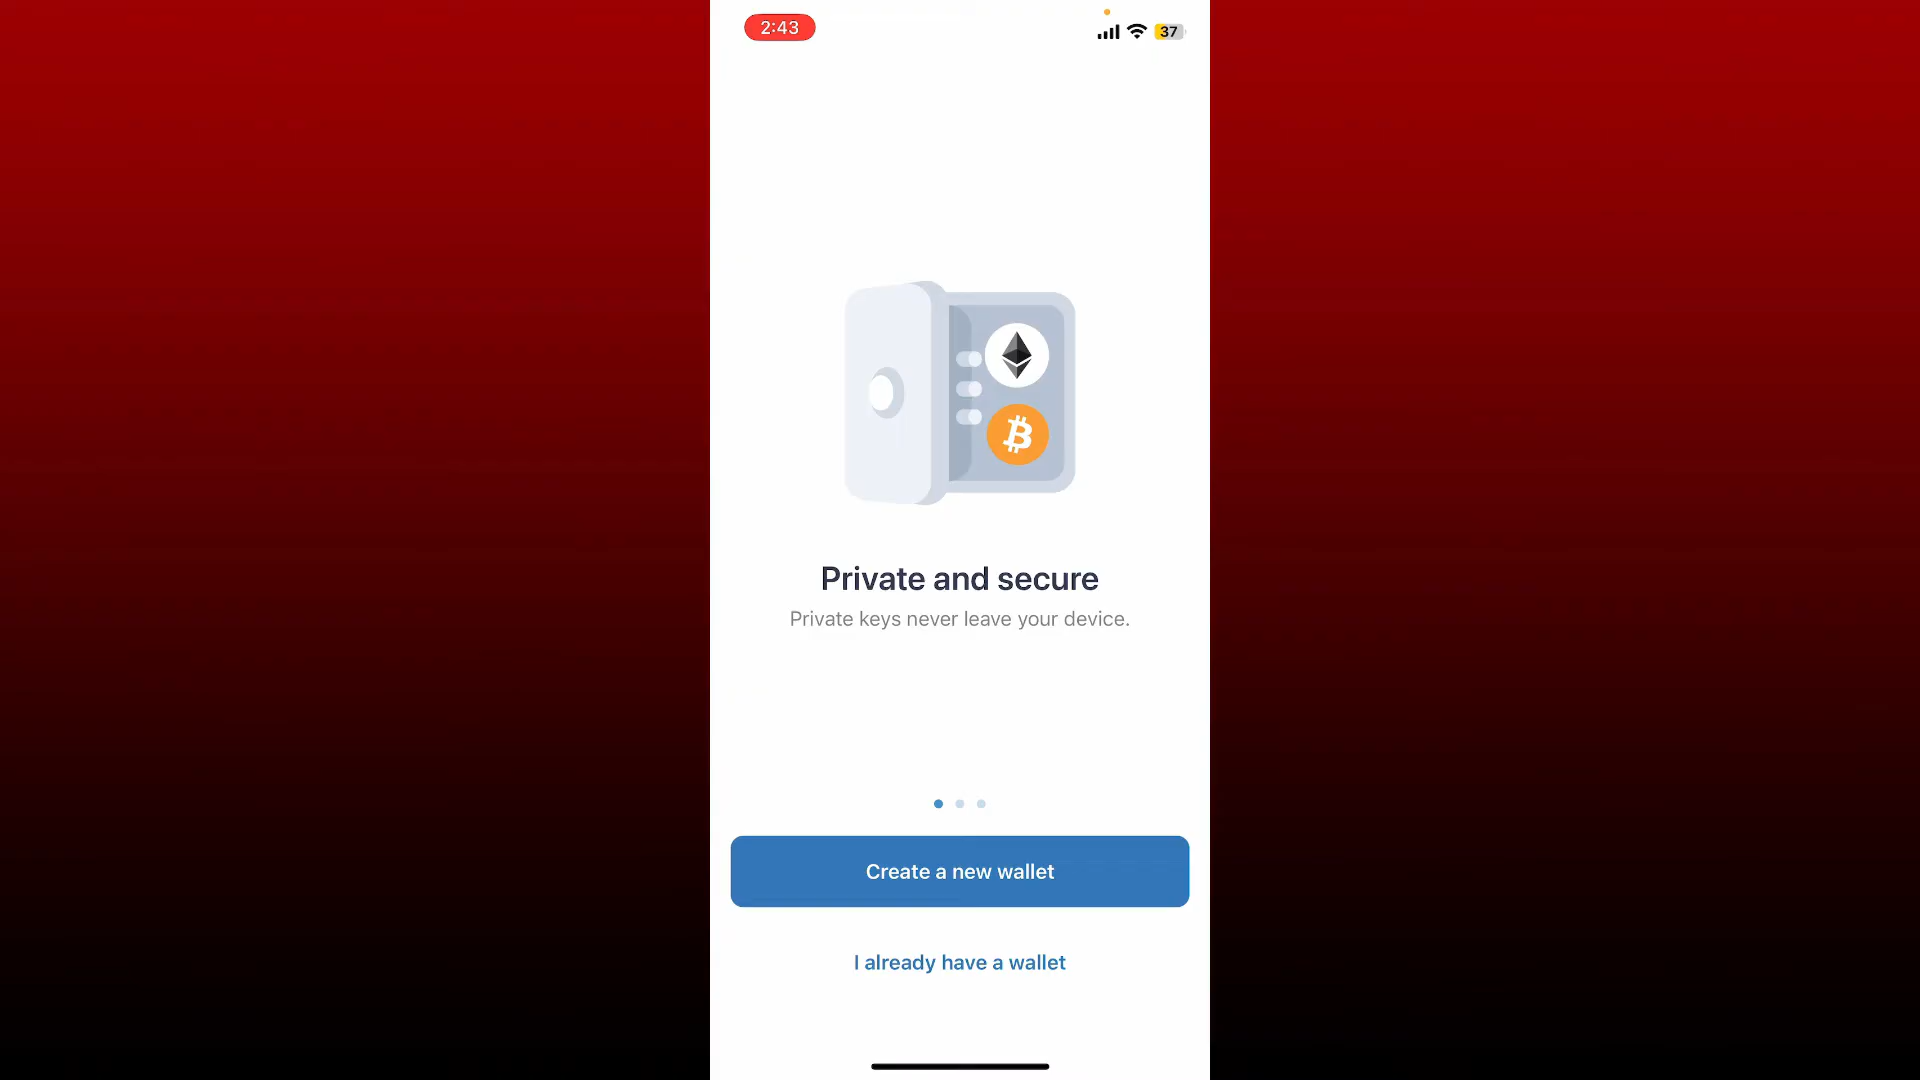 2:43
37
Private and secure
Private keys never leave your device.
Create a new wallet
I already have a wallet